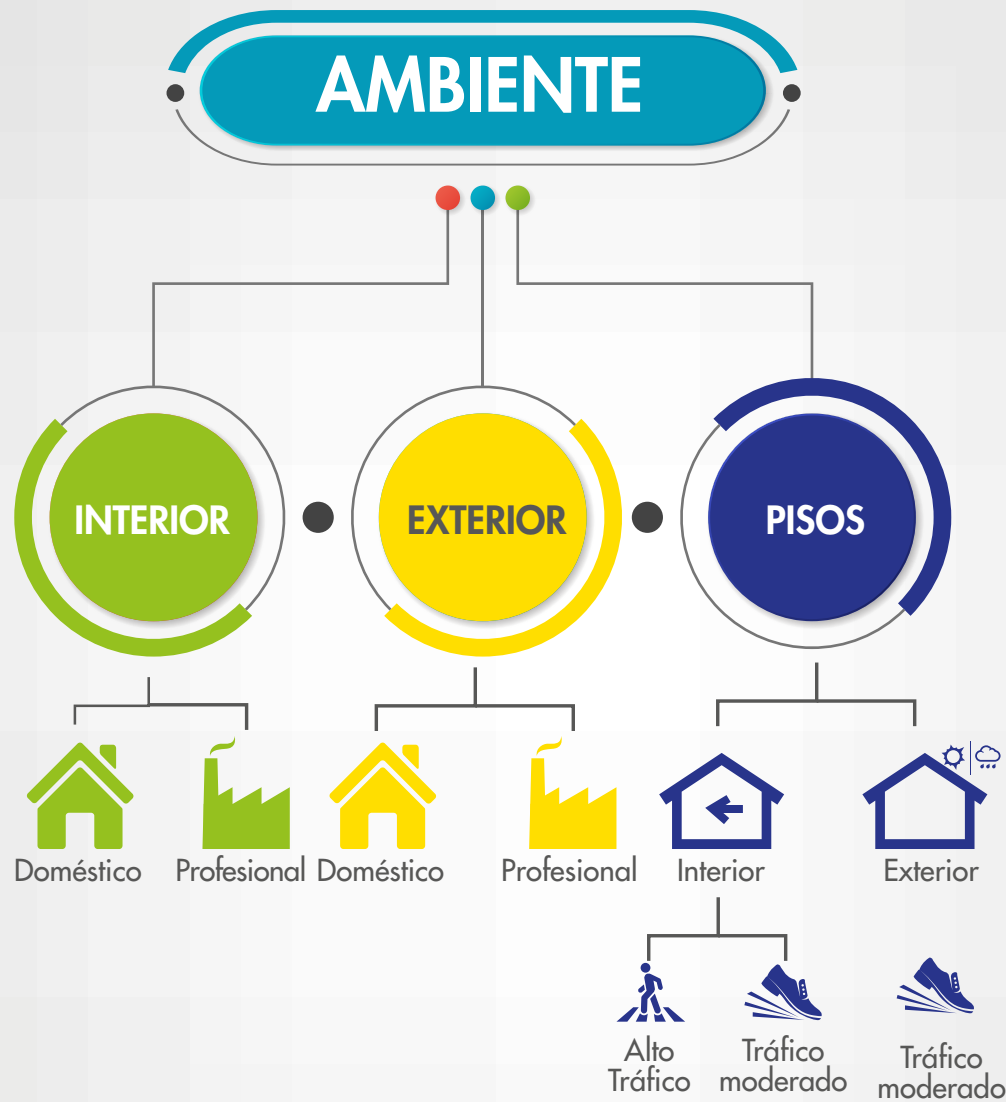 AMBIENTE
INTERIOR
EXTERIOR
PISOS
Doméstico
Profesional
Doméstico
Profesional
Interior
Exterior
Alto
Tráfico
Tráfico
moderado
Tráfico
moderado